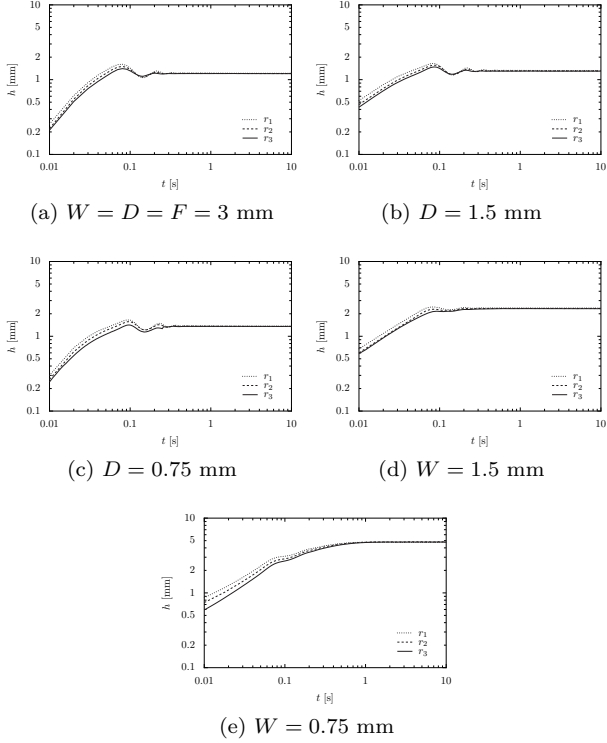 10
5
2
1
0.5
0.2
0.1
h [mm]
r₁
r₂
r₃
0.01
0.1
1
10
t [s]
(a) W = D = F = 3 mm
10
5
2
1
0.5
0.2
0.1
h [mm]
r₁
r₂
r₃
0.01
0.1
1
10
t [s]
(b) D = 1.5 mm
10
5
2
1
0.5
0.2
0.1
h [mm]
r₁
r₂
r₃
0.01
0.1
1
10
t [s]
(c) D = 0.75 mm
10
5
2
1
0.5
0.2
0.1
h [mm]
r₁
r₂
r₃
0.01
0.1
1
10
t [s]
(d) W = 1.5 mm
10
5
2
1
0.5
0.2
0.1
h [mm]
r₁
r₂
r₃
0.01
0.1
1
10
t [s]
(e) W = 0.75 mm